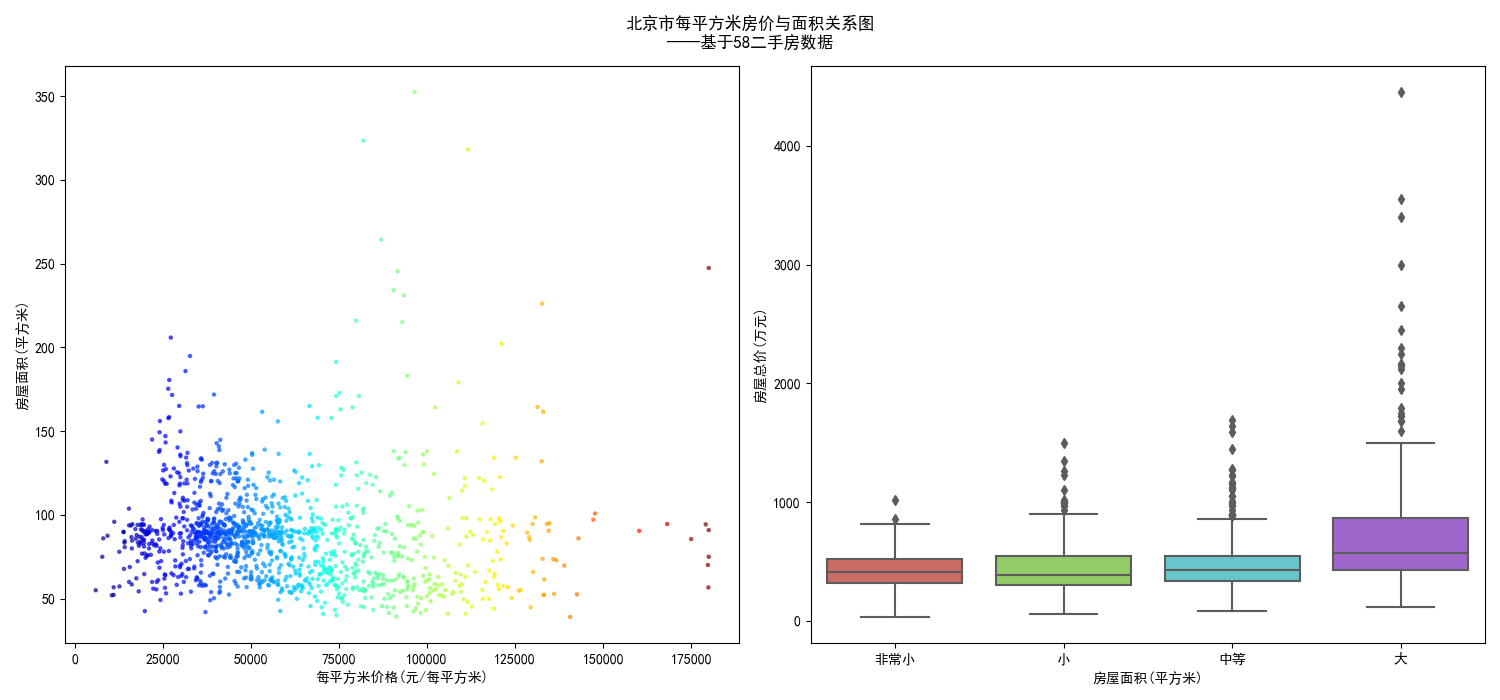 北京市每平方米房价与面积关系图
——基于58二手房数据
房屋面积(平方米)
350
300
250
200
150
100
50
0
25000
50000
75000
100000
125000
150000
175000
每平方米价格(元/每平方米)
房屋总价(万元)
4000
3000
2000
1000
0
非常小
小
中等
大
房屋面积(平方米)